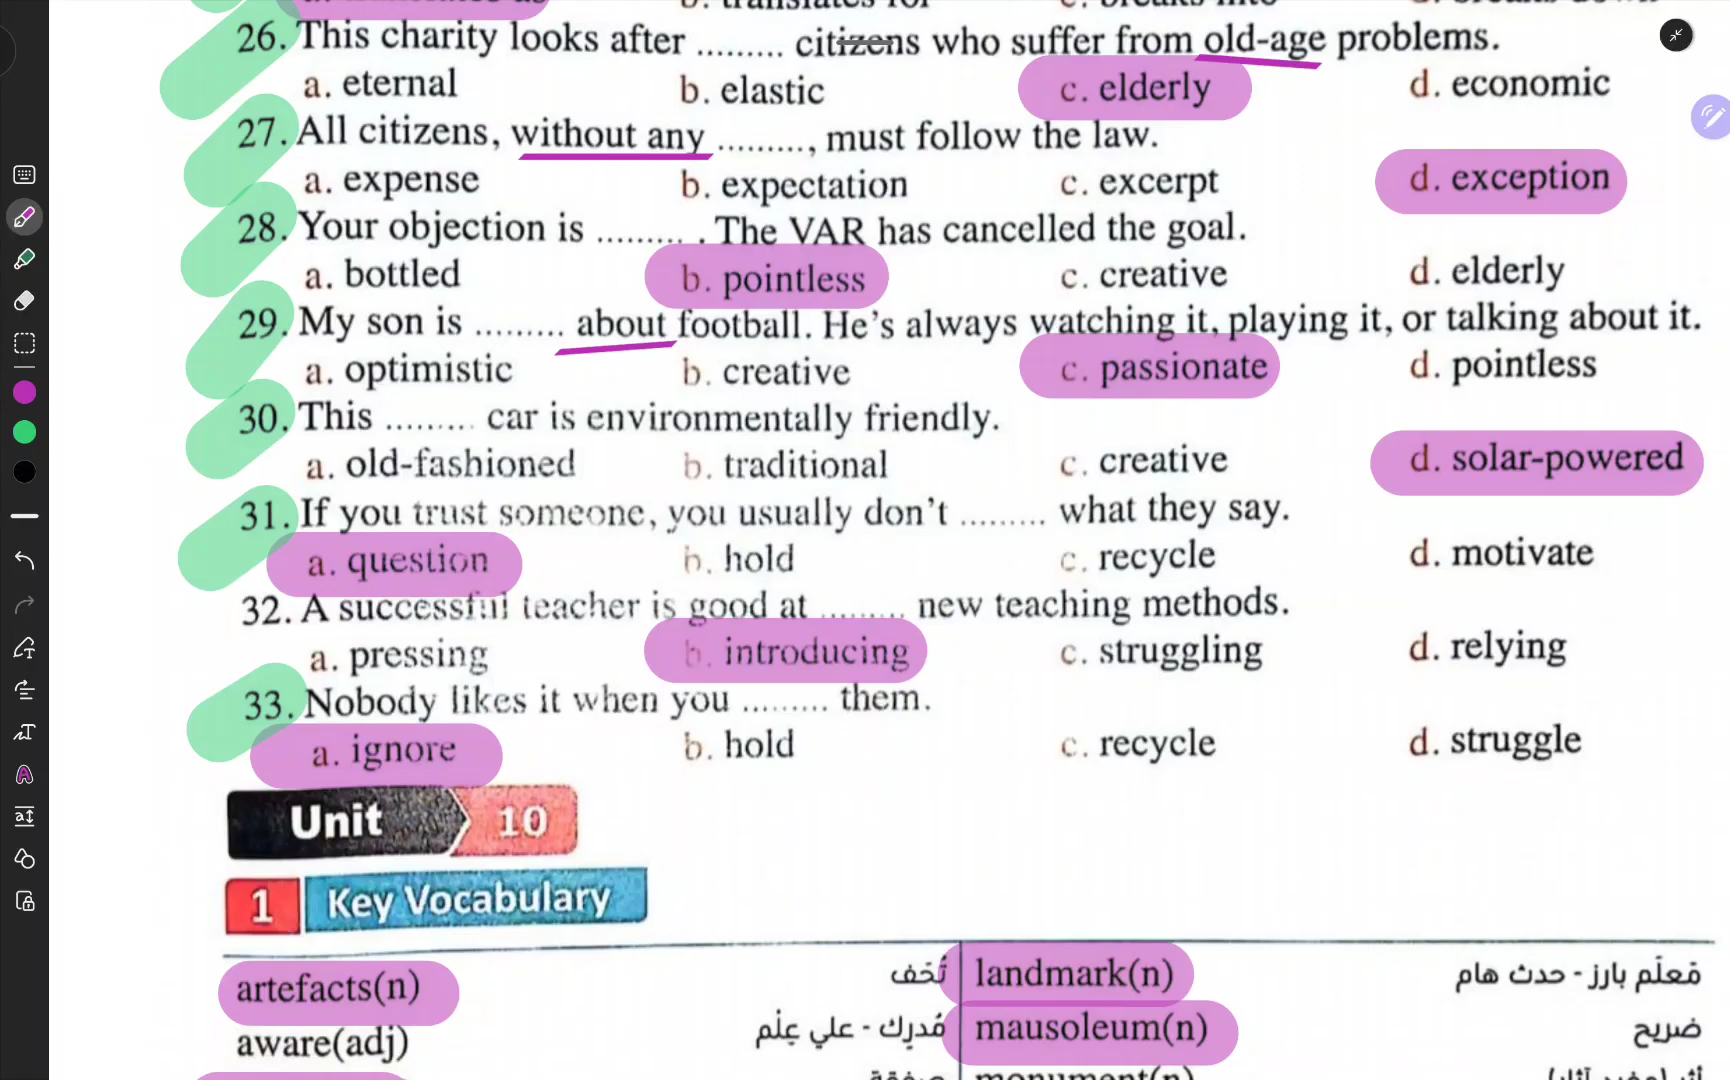 26. This charity looks after ......... citizens who suffer from old-age problems.
a. eternal b. elastic c. elderly d. economic
27. All citizens, without any ........., must follow the law.
a. expense b. expectation c. excerpt d. exception
28. Your objection is ......... . The VAR has cancelled the goal.
a. bottled b. pointless c. creative d. elderly
29. My son is ......... about football. He's always watching it, playing it, or talking about it.
a. optimistic b. creative c. passionate d. pointless
30. This ......... car is environmentally friendly.
a. old-fashioned b. traditional c. creative d. solar-powered
31. If you trust someone, you usually don't ......... what they say.
a. question b. hold c. recycle d. motivate
32. A successful teacher is good at ......... new teaching methods.
a. pressing b. introducing c. struggling d. relying
33. Nobody likes it when you ......... them.
a. ignore b. hold c. recycle d. struggle
Unit 10
1 Key Vocabulary
artefacts(n) تُحَف landmark(n) مَعلَم بارز - حدث هام
aware(adj) مُدرِك - علي عِلْم mausoleum(n) ضريح
monument(n)